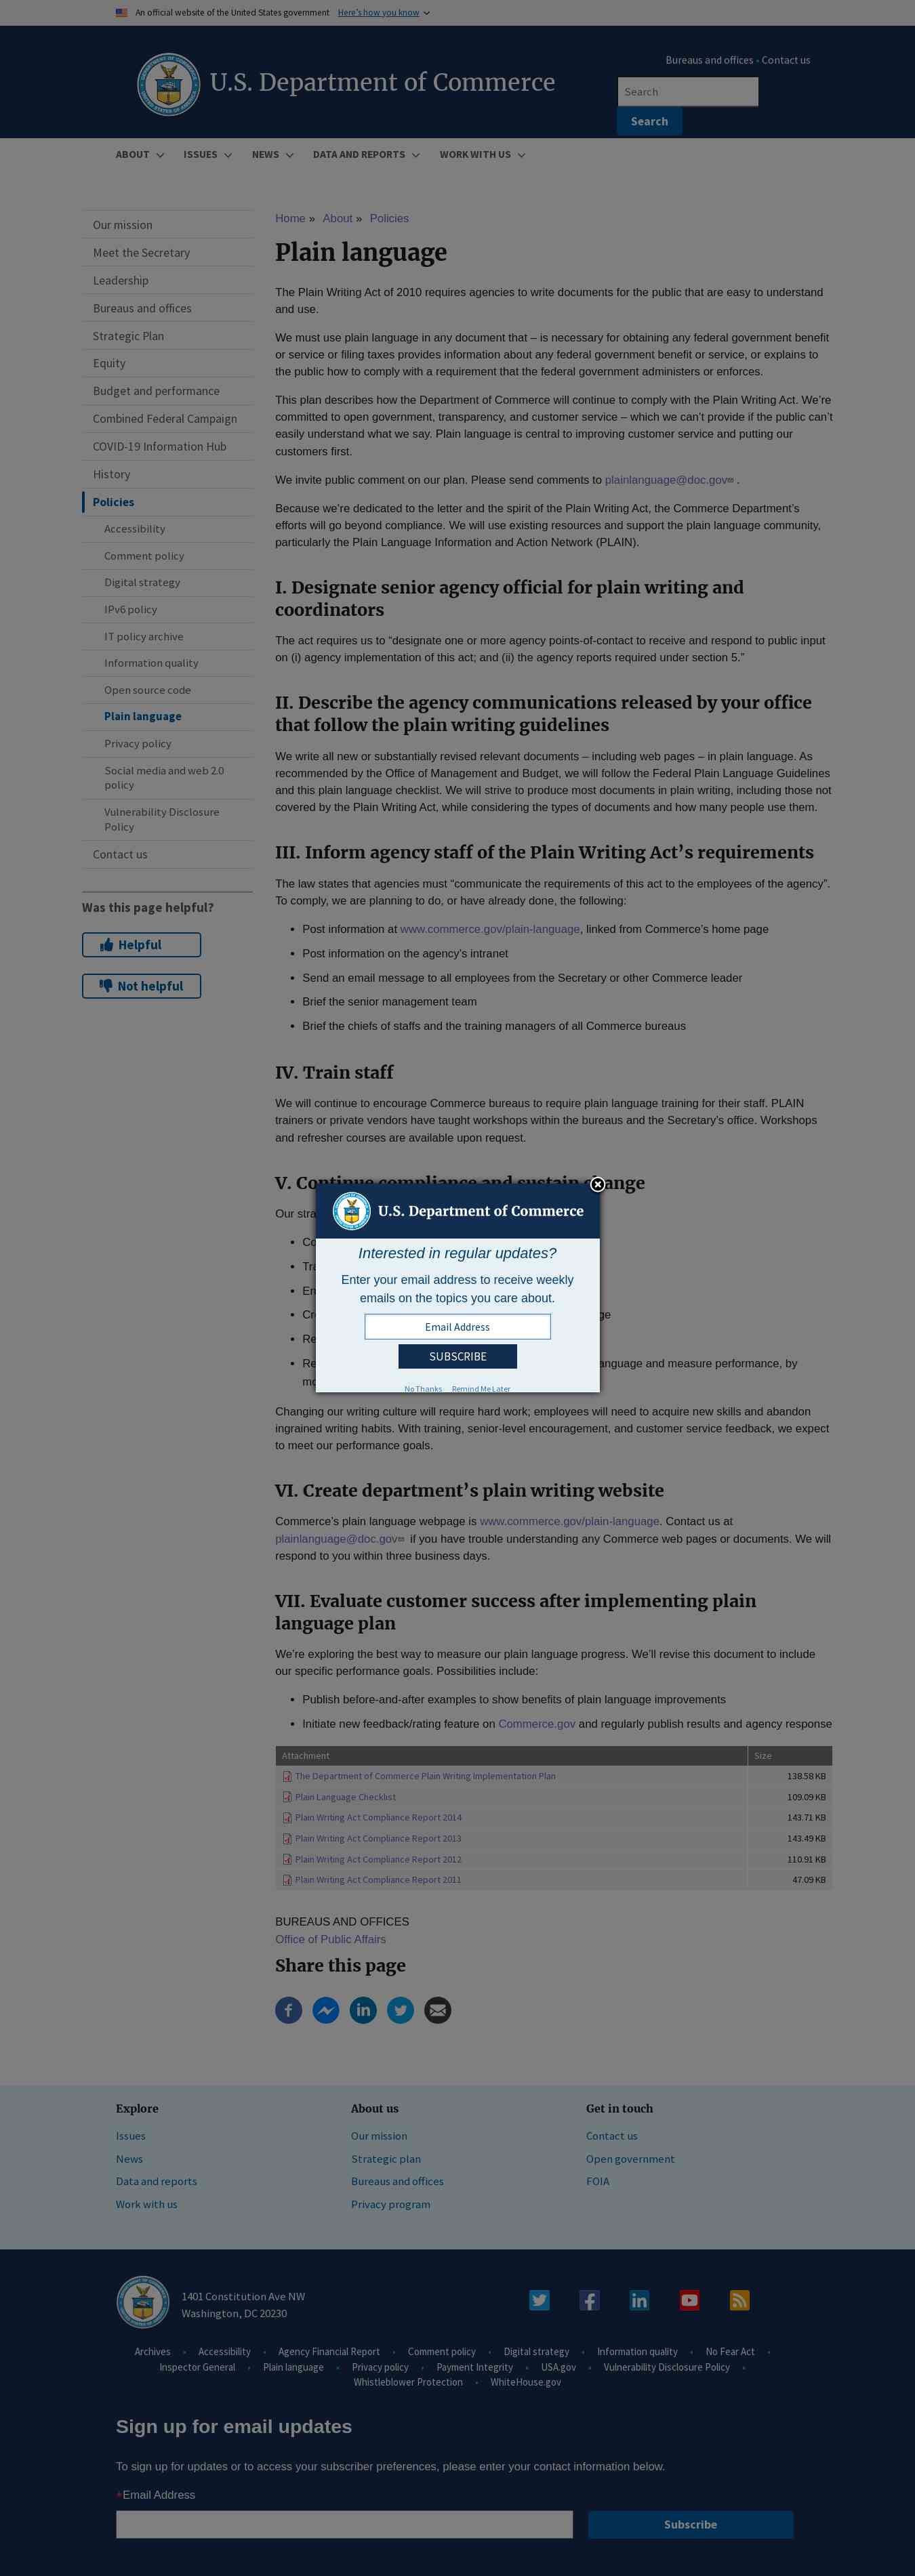 An official website of the United States government Here's how you know
U.S. Department of Commerce
Bureaus and offices • Contact us
Search
Search
ABOUT ISSUES NEWS DATA AND REPORTS WORK WITH US
Our mission
Meet the Secretary
Leadership
Bureaus and offices
Strategic Plan
Equity
Budget and performance
Combined Federal Campaign
COVID-19 Information Hub
History
Policies
Accessibility
Comment policy
Digital strategy
IPv6 policy
IT policy archive
Information quality
Open source code
Plain language
Privacy policy
Social media and web 2.0
policy
Vulnerability Disclosure
Policy
Contact us
Was this page helpful?
Helpful
Not helpful
Home » About » Policies
Plain language
The Plain Writing Act of 2010 requires agencies to write documents for the public that are easy to understand
and use.
We must use plain language in any document that – is necessary for obtaining any federal government benefit
or service or filing taxes provides information about any federal government benefit or service, or explains to
the public how to comply with a requirement that the federal government administers or enforces.
This plan describes how the Department of Commerce will continue to comply with the Plain Writing Act. We're
committed to open government, transparency, and customer service – which we can't provide if the public can't
easily understand what we say. Plain language is central to improving customer service and putting our
customers first.
We invite public comment on our plan. Please send comments to plainlanguage@doc.gov .
Because we're dedicated to the letter and the spirit of the Plain Writing Act, the Commerce Department's
efforts will go beyond compliance. We will use existing resources and support the plain language community,
particularly the Plain Language Information and Action Network (PLAIN).
I. Designate senior agency official for plain writing and
coordinators
The act requires us to “designate one or more agency points-of-contact to receive and respond to public input
on (i) agency implementation of this act; and (ii) the agency reports required under section 5.”
II. Describe the agency communications released by your office
that follow the plain writing guidelines
We write all new or substantially revised relevant documents – including web pages – in plain language. As
recommended by the Office of Management and Budget, we will follow the Federal Plain Language Guidelines
and this plan language checklist. We will strive to produce most documents in plain writing, including those not
covered by the Plain Writing Act, while considering the types of documents and how many people use them.
III. Inform agency staff of the Plain Writing Act's requirements
The law states that agencies must “communicate the requirements of this act to the employees of the agency”.
To comply, we are planning to do, or have already done, the following:
• Post information at www.commerce.gov/plain-language, linked from Commerce's home page
• Post information on the agency's intranet
• Send an email message to all employees from the Secretary or other Commerce leader
• Brief the senior management team
• Brief the chiefs of staffs and the training managers of all Commerce bureaus
IV. Train staff
We will continue to encourage Commerce bureaus to require plain language training for their staff. PLAIN
trainers or private vendors have taught workshops within the bureaus and the Secretary's office. Workshops
and refresher courses are available upon request.
V. Continue compliance and sustain change
Our
U.S. Department of Commerce
Interested in regular updates?
Enter your email address to receive weekly
emails on the topics you care about.
Email Address
SUBSCRIBE
No Thanks Remind Me Later
language and measure performance, by
Changing our writing culture will require hard work; employees will need to acquire new skills and abandon
ingrained writing habits. With training, senior-level encouragement, and customer service feedback, we expect
to meet our performance goals.
VI. Create department's plain writing website
Commerce's plain language webpage is www.commerce.gov/plain-language. Contact us at
plainlanguage@doc.gov if you have trouble understanding any Commerce web pages or documents. We will
respond to you within three business days.
VII. Evaluate customer success after implementing plain
language plan
We're exploring the best way to measure our plain language progress. We'll revise this document to include
our specific performance goals. Possibilities include:
• Publish before-and-after examples to show benefits of plain language improvements
• Initiate new feedback/rating feature on Commerce.gov and regularly publish results and agency response
Attachment Size
The Department of Commerce Plain Writing Implementation Plan 138.58 KB
Plain Language Checklist 109.09 KB
Plain Writing Act Compliance Report 2014 143.71 KB
Plain Writing Act Compliance Report 2013 143.49 KB
Plain Writing Act Compliance Report 2012 110.91 KB
Plain Writing Act Compliance Report 2011 47.09 KB
BUREAUS AND OFFICES
Office of Public Affairs
Share this page
Explore About us Get in touch
Issues Our mission Contact us
News Strategic plan Open government
Data and reports Bureaus and offices FOIA
Work with us Privacy program
1401 Constitution Ave NW
Washington, DC 20230
Archives • Accessibility • Agency Financial Report • Comment policy • Digital strategy • Information quality • No Fear Act •
Inspector General • Plain language • Privacy policy • Payment Integrity • USA.gov • Vulnerability Disclosure Policy •
Whistleblower Protection • WhiteHouse.gov
Sign up for email updates
To sign up for updates or to access your subscriber preferences, please enter your contact information below.
*Email Address
Subscribe